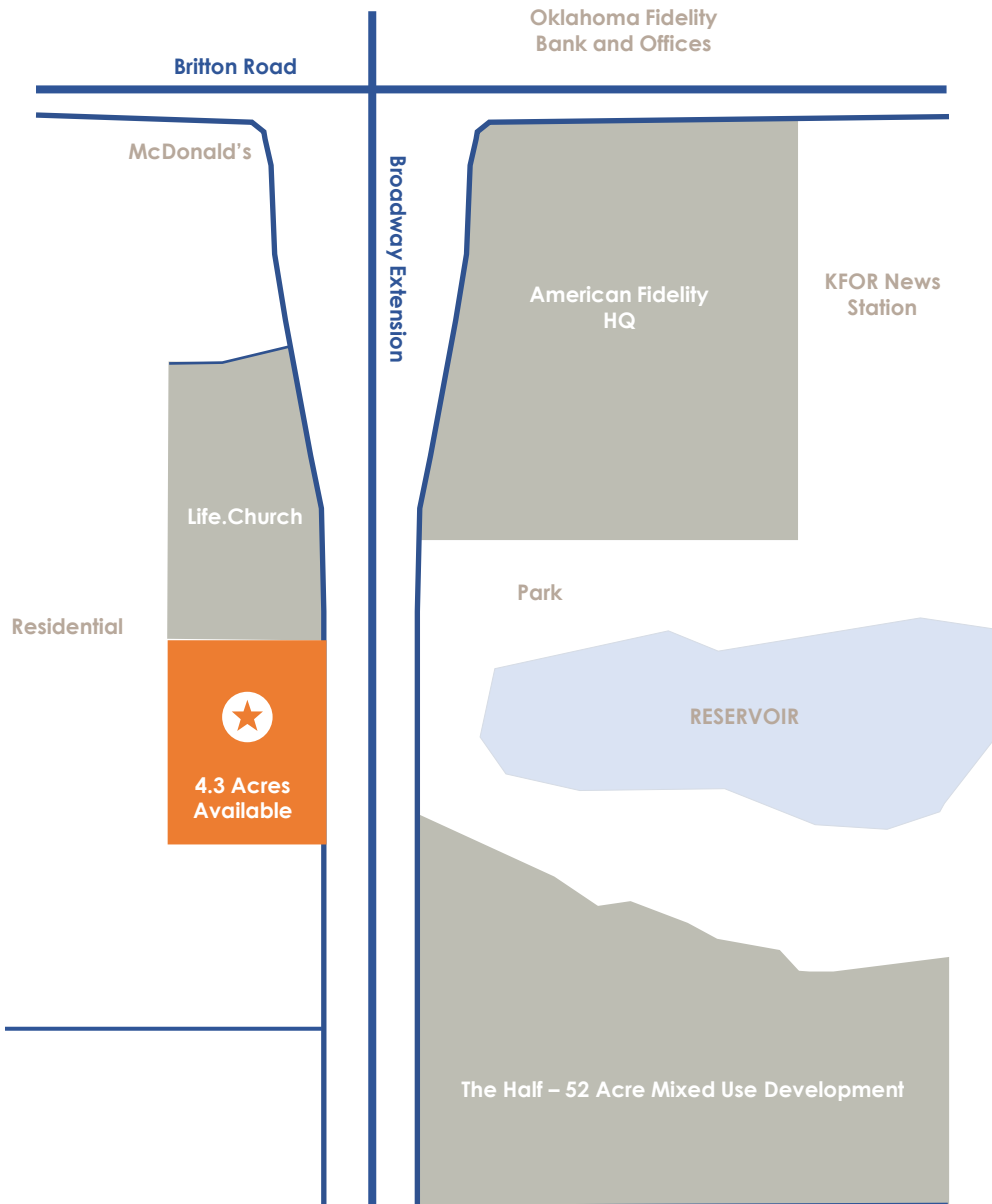 Oklahoma Fidelity
Bank and Offices
Britton Road
McDonald's
Broadway Extension
American Fidelity
HQ
KFOR News
Station
Life.Church
Park
Residential
RESERVOIR
4.3 Acres
Available
The Half – 52 Acre Mixed Use Development